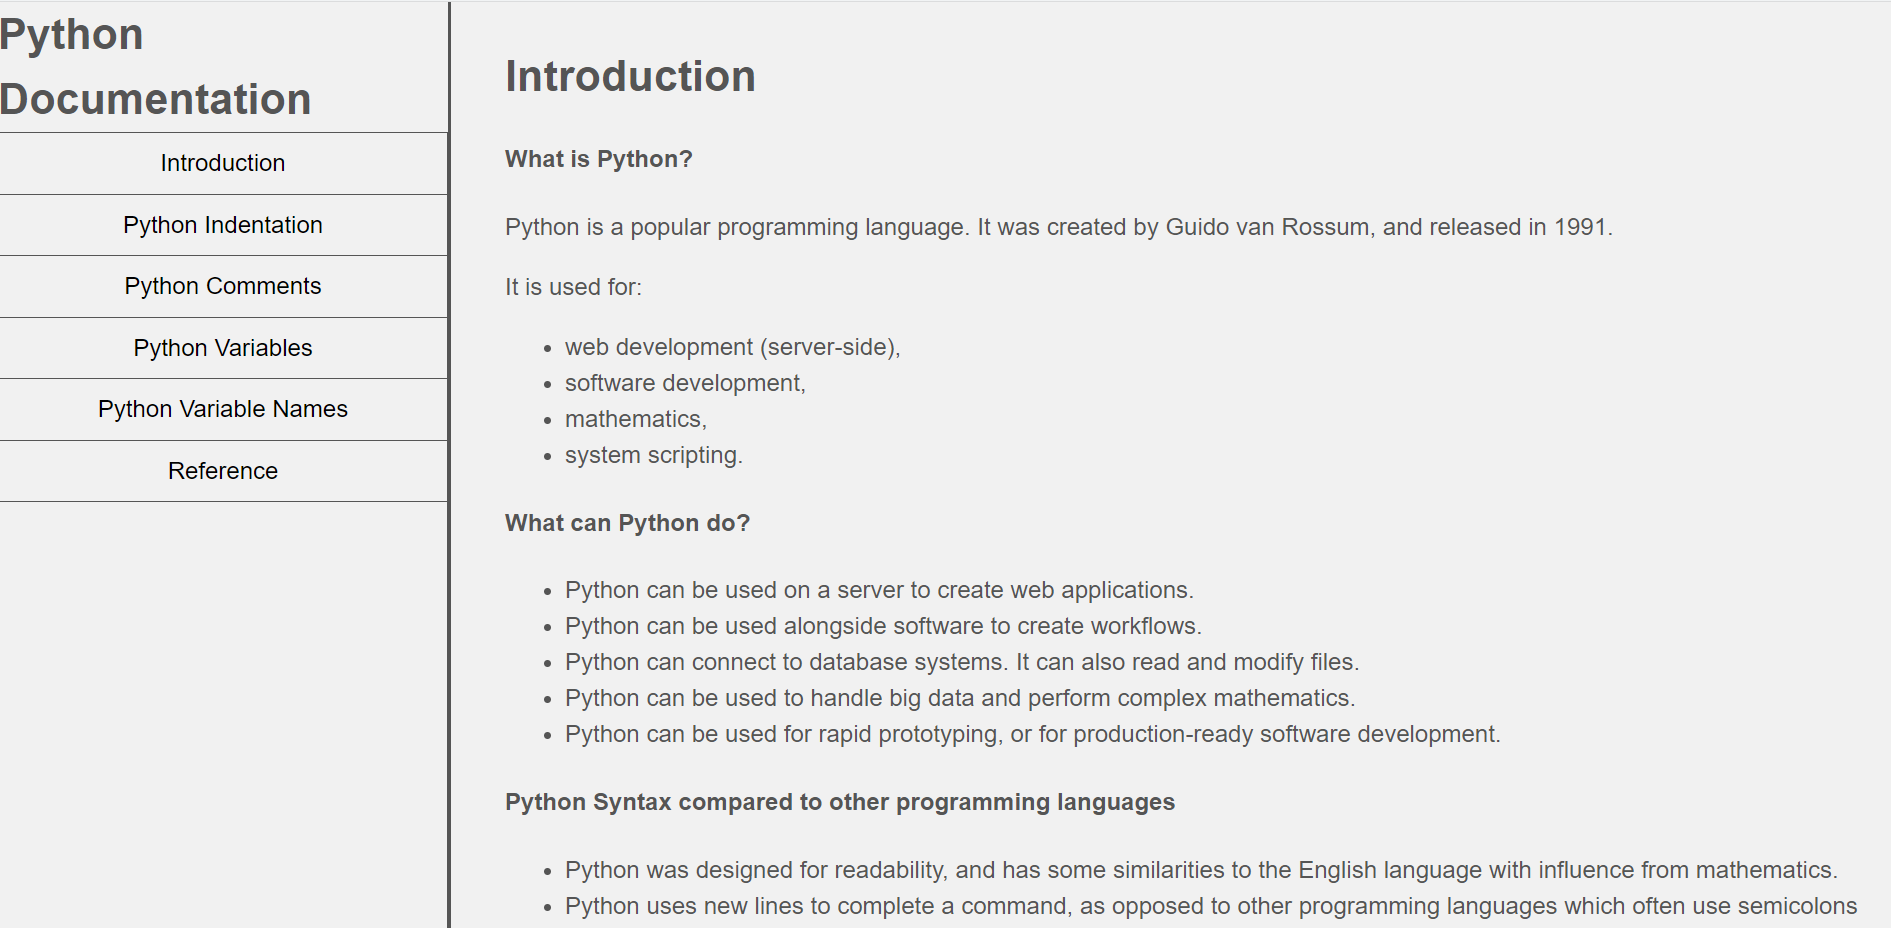 Python
Documentation
Introduction
Python Indentation
Python Comments
Python Variables
Python Variable Names
Reference
Introduction
What is Python?
Python is a popular programming language. It was created by Guido van Rossum, and released in 1991.
It is used for:
web development (server-side),
software development,
mathematics,
system scripting.
What can Python do?
Python can be used on a server to create web applications.
Python can be used alongside software to create workflows.
Python can connect to database systems. It can also read and modify files.
Python can be used to handle big data and perform complex mathematics.
Python can be used for rapid prototyping, or for production-ready software development.
Python Syntax compared to other programming languages
Python was designed for readability, and has some similarities to the English language with influence from mathematics.
Python uses new lines to complete a command, as opposed to other programming languages which often use semicolons